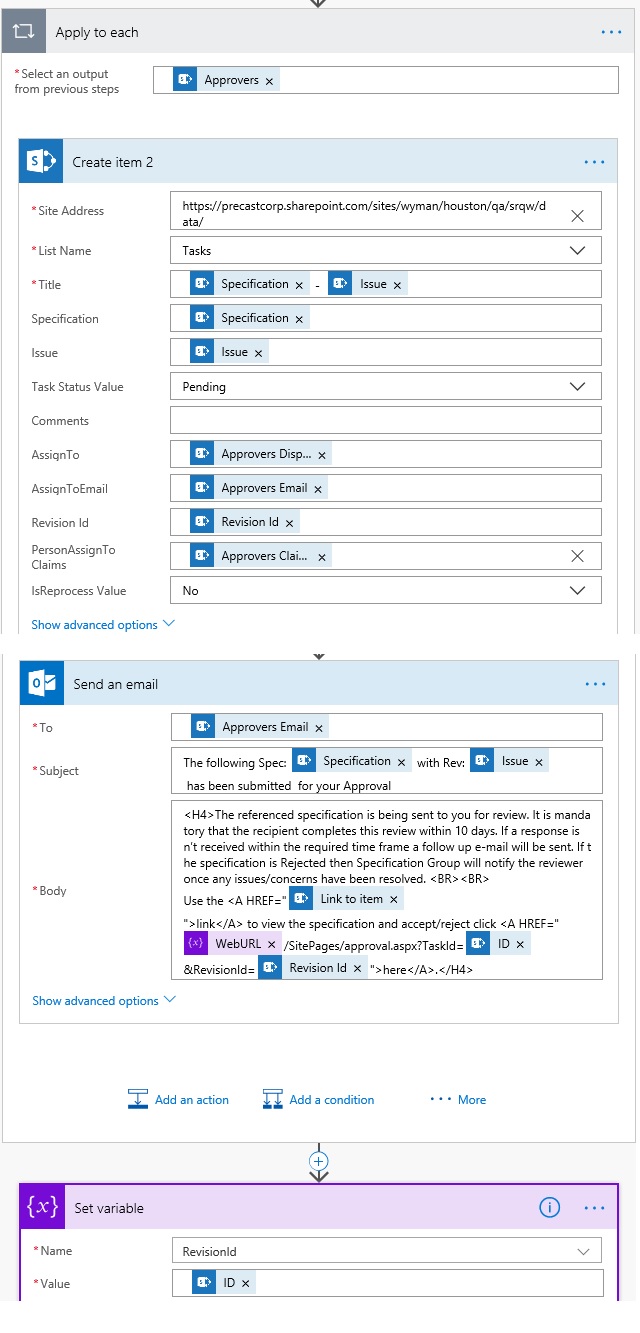 Apply to each
...
*Select an output
from previous steps
Approvers ×
S
Create item 2
...
*Site Address
https://precastcorp.sharepoint.com/sites/wyman/houston/qa/srqw/d
ata/
*List Name
Tasks
*Title
Specification × - Issue ×
Specification
Specification ×
Issue
Issue ×
Task Status Value
Pending
Comments
AssignTo
Approvers Disp... ×
AssignToEmail
Approvers Email ×
Revision Id
Revision Id ×
PersonAssignTo
Claims
Approvers Clai... ×
IsReprocess Value
No
Show advanced options
Send an email
...
*To
Approvers Email ×
*Subject
The following Spec: Specification × with Rev: Issue ×
has been submitted for your Approval
*Body
<H4>The referenced specification is being sent to you for review. It is manda
tory that the recipient completes this review within 10 days. If a response is
n't received within the required time frame a follow up e-mail will be sent. If t
he specification is Rejected then Specification Group will notify the reviewer
once any issues/concerns have been resolved. <BR><BR>
Use the <A HREF=" Link to item ×
">link</A> to view the specification and accept/reject click <A HREF="
{x} WebURL × /SitePages/approval.aspx?TaskId= ID ×
&RevisionId= Revision Id × ">here</A>.</H4>
Show advanced options
Add an action
Add a condition
... More
{x}
Set variable
i
...
*Name
RevisionId
*Value
ID ×